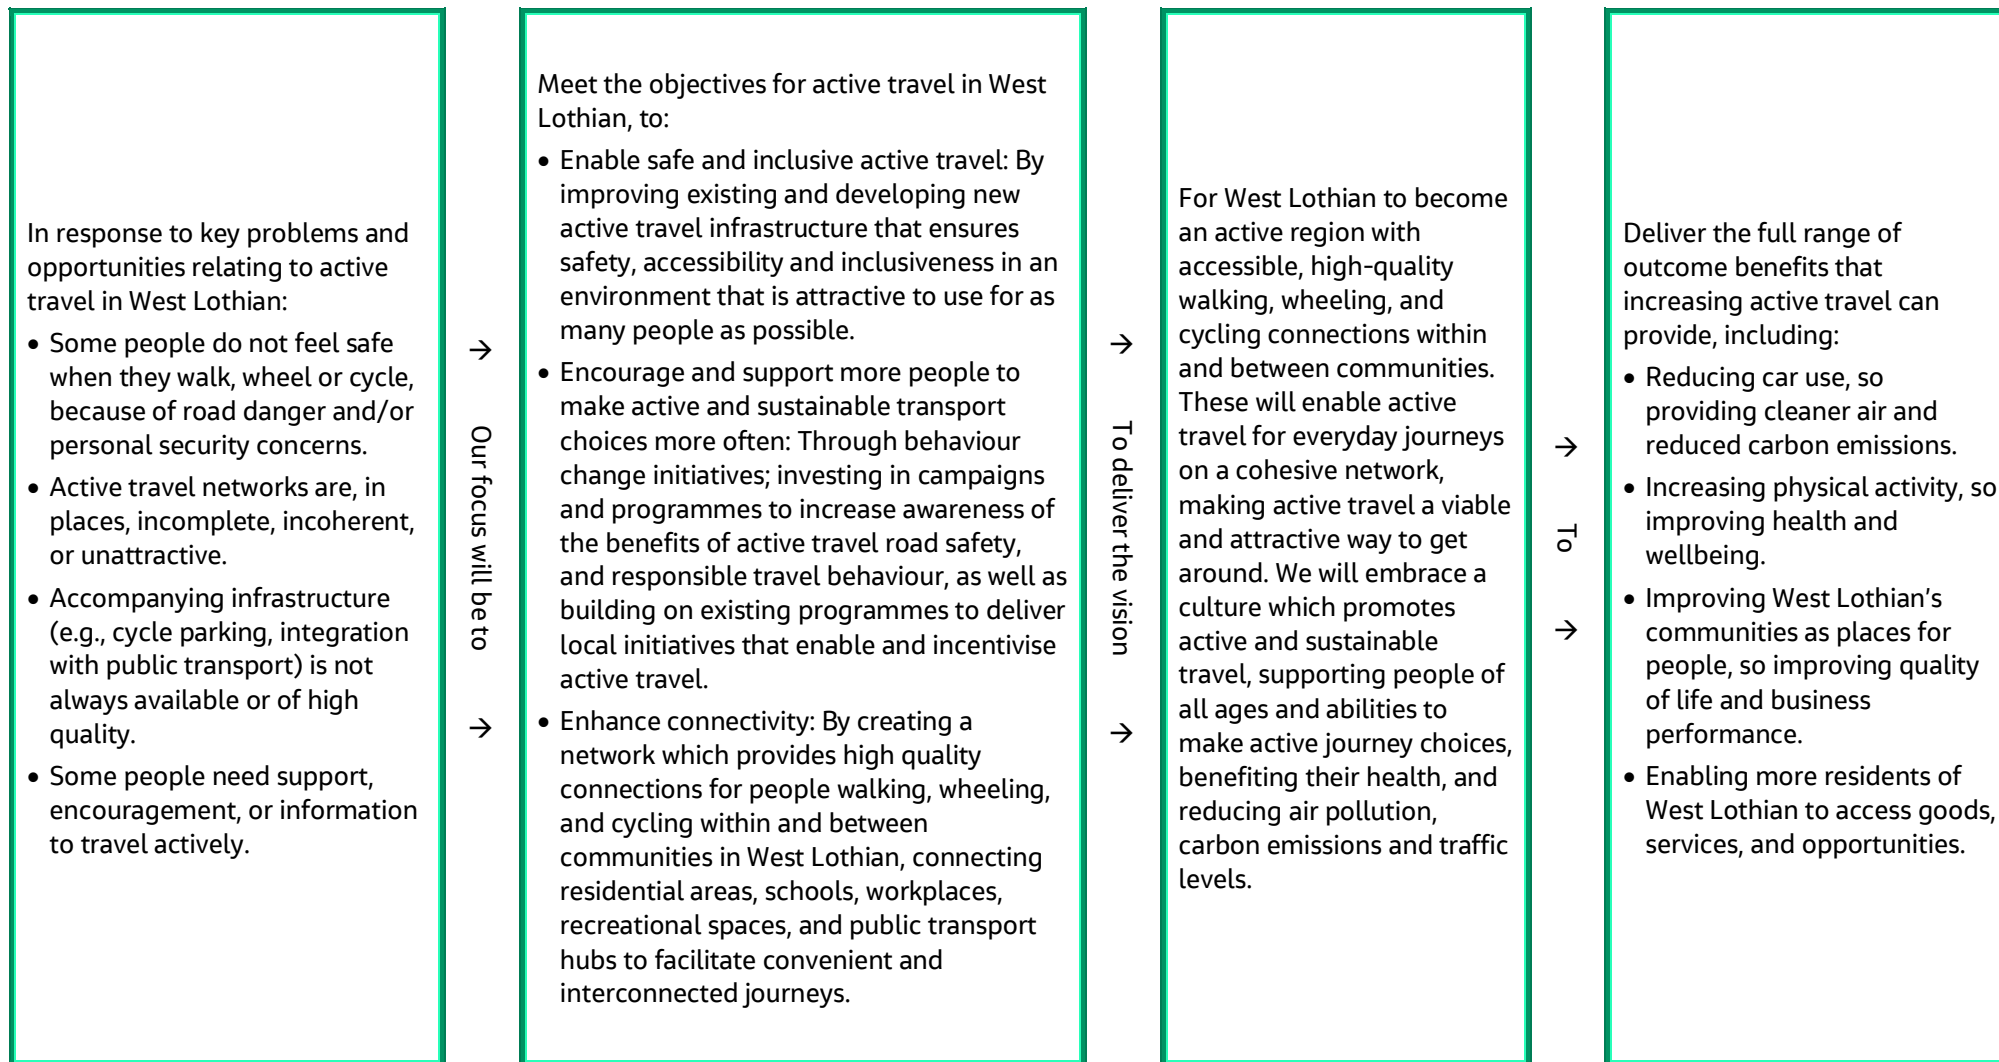 In response to key problems and
opportunities relating to active
travel in West Lothian:
• Some people do not feel safe
when they walk, wheel or cycle,
because of road danger and/or
personal security concerns.
• Active travel networks are, in
places, incomplete, incoherent,
or unattractive.
• Accompanying infrastructure
(e.g., cycle parking, integration
with public transport) is not
always available or of high
quality.
• Some people need support,
encouragement, or information
to travel actively.
→ Our focus will be to →
Meet the objectives for active travel in West
Lothian, to:
• Enable safe and inclusive active travel: By
improving existing and developing new
active travel infrastructure that ensures
safety, accessibility and inclusiveness in an
environment that is attractive to use for as
many people as possible.
• Encourage and support more people to
make active and sustainable transport
choices more often: Through behaviour
change initiatives; investing in campaigns
and programmes to increase awareness of
the benefits of active travel road safety,
and responsible travel behaviour, as well as
building on existing programmes to deliver
local initiatives that enable and incentivise
active travel.
• Enhance connectivity: By creating a
network which provides high quality
connections for people walking, wheeling,
and cycling within and between
communities in West Lothian, connecting
residential areas, schools, workplaces,
recreational spaces, and public transport
hubs to facilitate convenient and
interconnected journeys.
→ To deliver the vision →
For West Lothian to become
an active region with
accessible, high-quality
walking, wheeling, and
cycling connections within
and between communities.
These will enable active
travel for everyday journeys
on a cohesive network,
making active travel a viable
and attractive way to get
around. We will embrace a
culture which promotes
active and sustainable
travel, supporting people of
all ages and abilities to
make active journey choices,
benefiting their health, and
reducing air pollution,
carbon emissions and traffic
levels.
→ To →
Deliver the full range of
outcome benefits that
increasing active travel can
provide, including:
• Reducing car use, so
providing cleaner air and
reduced carbon emissions.
• Increasing physical activity, so
improving health and
wellbeing.
• Improving West Lothian's
communities as places for
people, so improving quality
of life and business
performance.
• Enabling more residents of
West Lothian to access goods,
services, and opportunities.